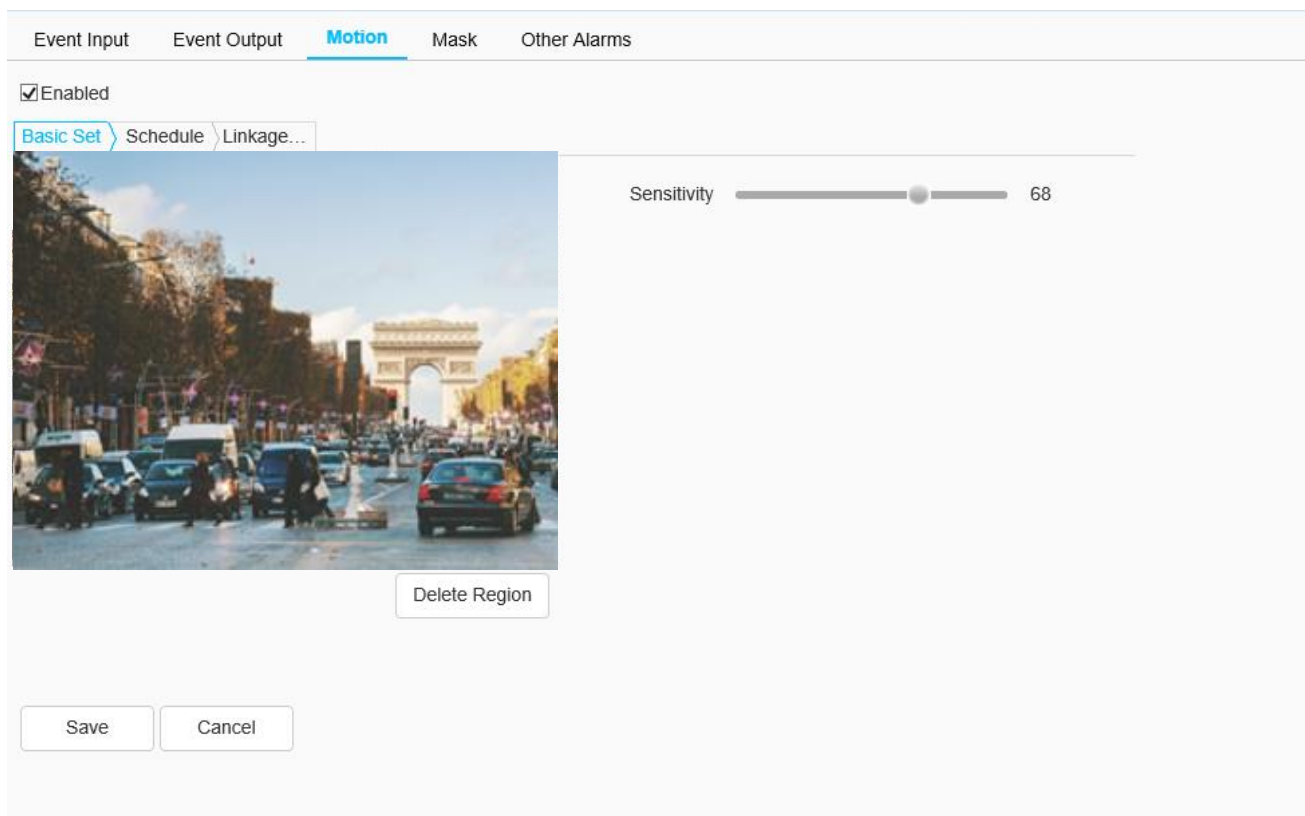 Event Input Event Output Motion Mask Other Alarms
Enabled
Basic Set Schedule Linkage...
Sensitivity 68
Delete Region
Save Cancel